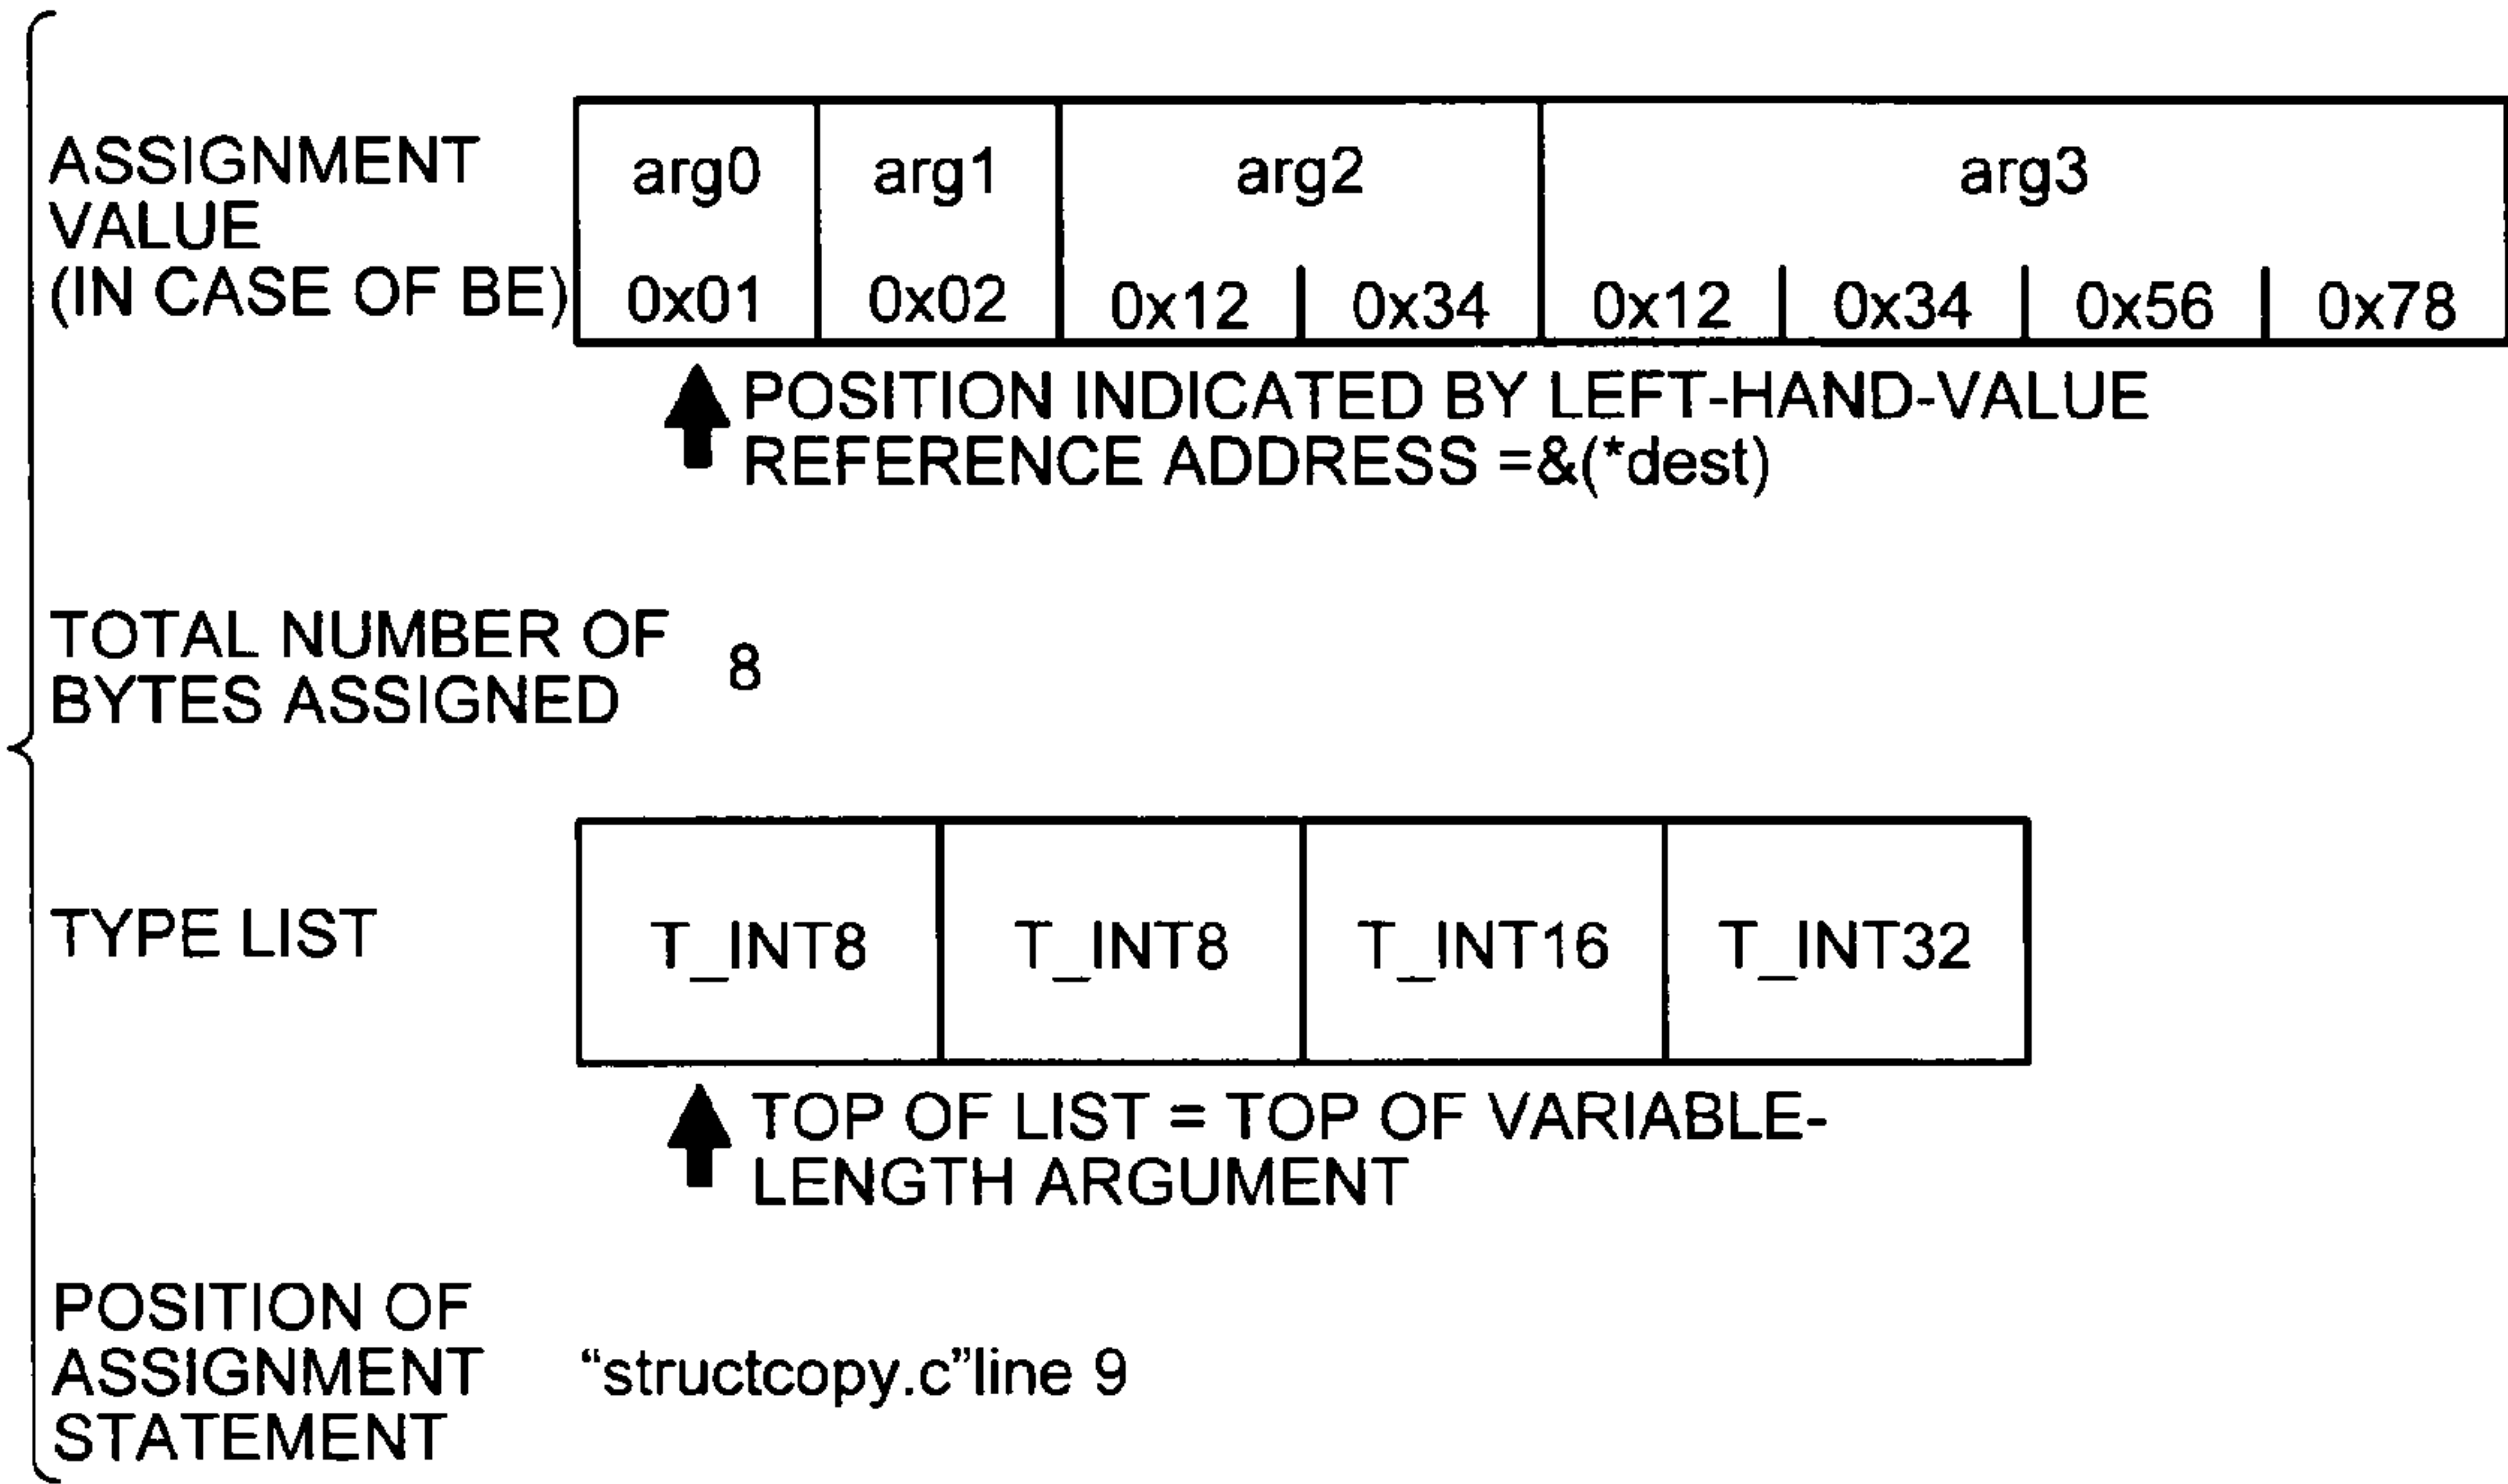 ASSIGNMENT
VALUE
(IN CASE OF BE)
arg0 arg1 arg2 arg3
0x01 0x02 0x12 0x34 0x12 0x34 0x56 0x78
POSITION INDICATED BY LEFT-HAND-VALUE
REFERENCE ADDRESS =&(*dest)
TOTAL NUMBER OF
BYTES ASSIGNED
8
TYPE LIST
T_INT8 T_INT8 T_INT16 T_INT32
TOP OF LIST = TOP OF VARIABLE-
LENGTH ARGUMENT
POSITION OF
ASSIGNMENT
STATEMENT
“structcopy.c”line 9